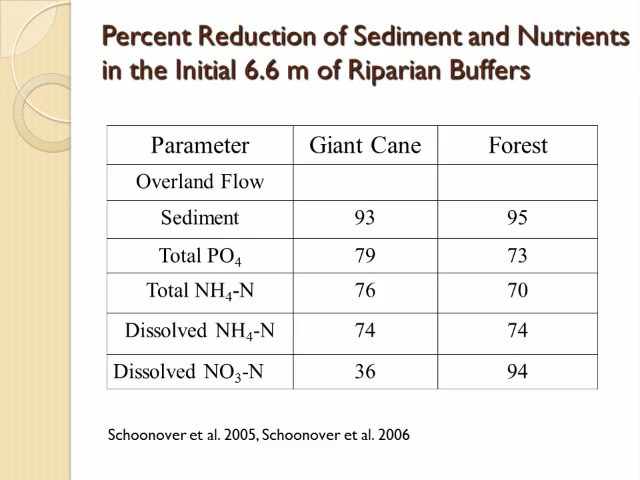 Percent Reduction of Sediment and Nutrients
in the Initial 6.6 m of Riparian Buffers
Parameter Giant Cane Forest
Overland Flow
Sediment 93 95
Total PO₄ 79 73
Total NH₄-N 76 70
Dissolved NH₄-N 74 74
Dissolved NO₃-N 36 94
Schoonover et al. 2005, Schoonover et al. 2006